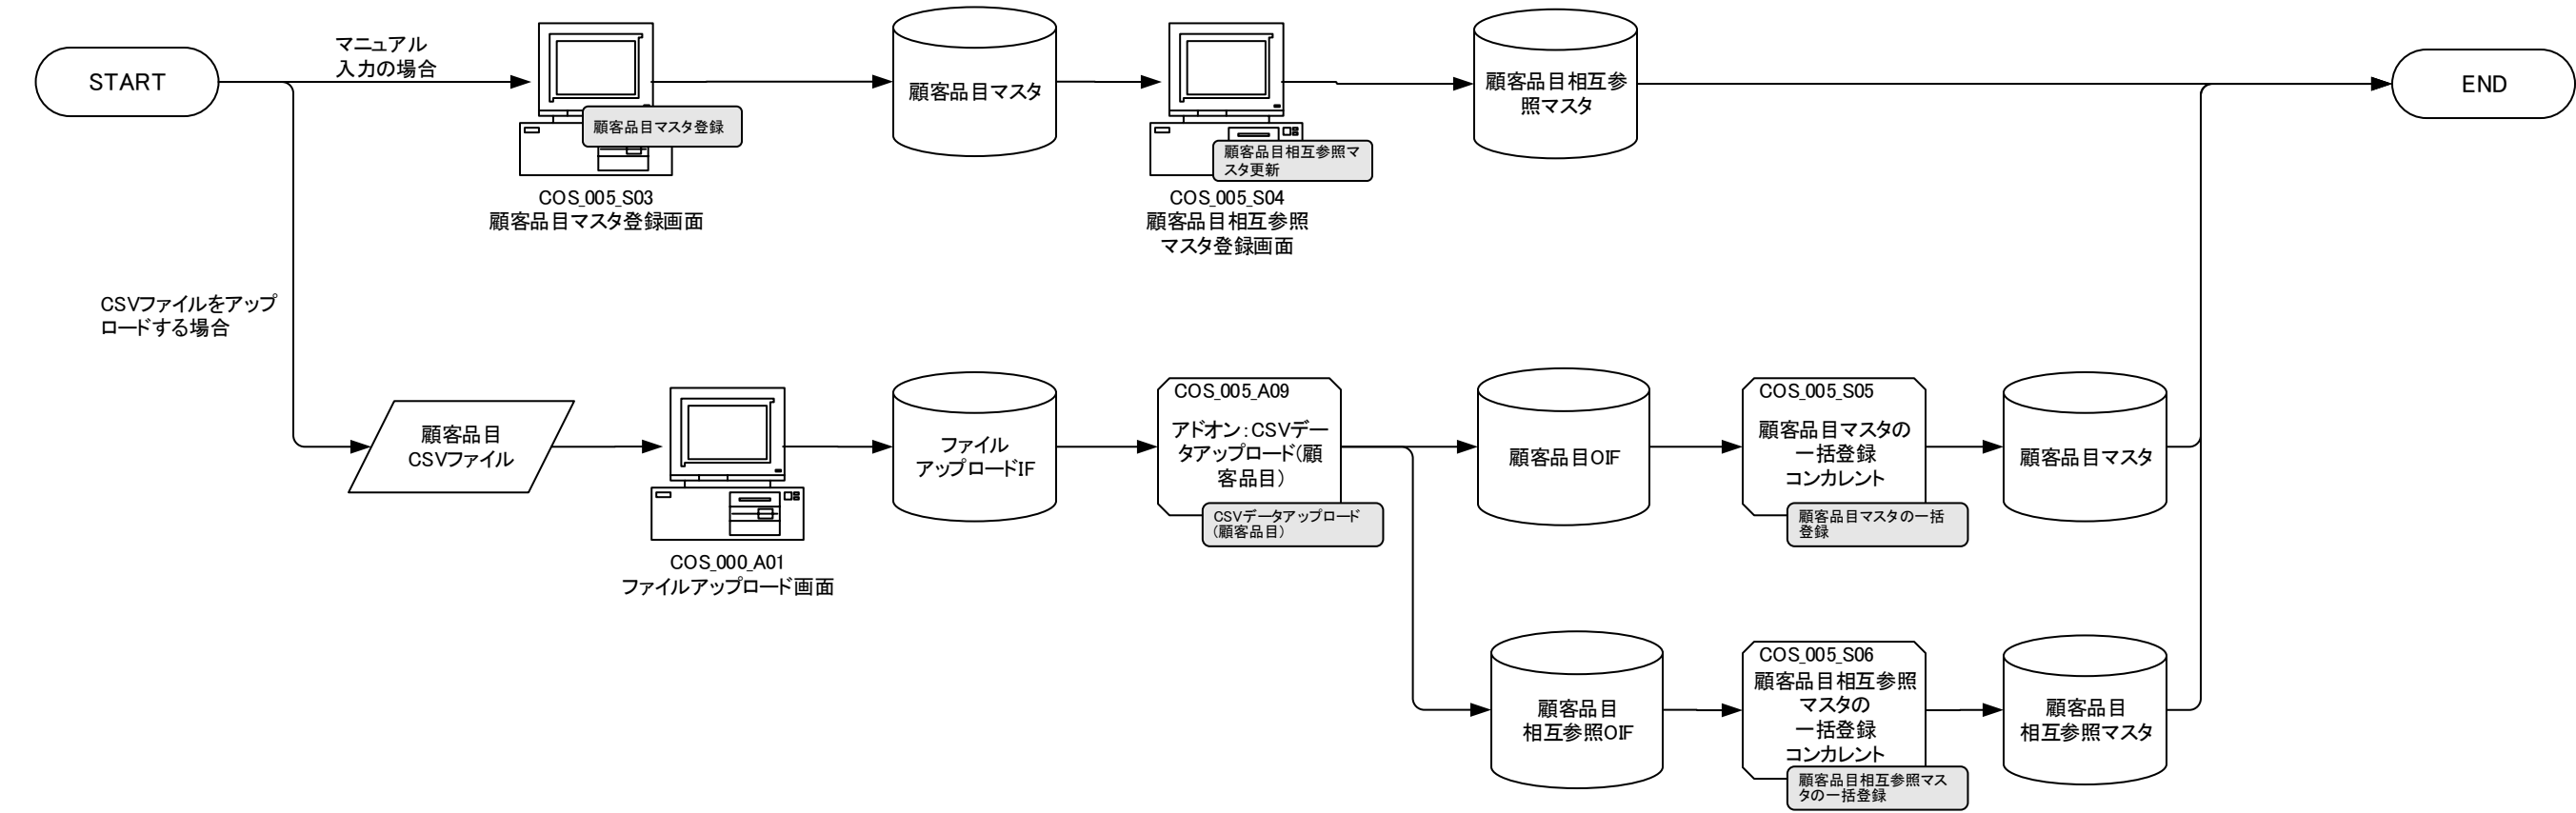 START
マニュアル
入力の場合
顧客品目マスタ登録
COS_005_S03
顧客品目マスタ登録画面
顧客品目マスタ
顧客品目相互参照マ
スタ更新
COS_005_S04
顧客品目相互参照
マスタ登録画面
顧客品目相互参
照マスタ
END
CSVファイルをアップ
ロードする場合
顧客品目
CSVファイル
COS_000_A01
ファイルアップロード画面
ファイル
アップロードIF
COS_005_A09
アドオン：CSVデー
タアップロード（顧
客品目）
CSVデータアップロード
（顧客品目）
顧客品目OIF
COS_005_S05
顧客品目マスタの
一括登録
コンカレント
顧客品目マスタの一括
登録
顧客品目マスタ
顧客品目
相互参照OIF
COS_005_S06
顧客品目相互参照
マスタの
一括登録
コンカレント
顧客品目相互参照マス
タの一括登録
顧客品目
相互参照マスタ